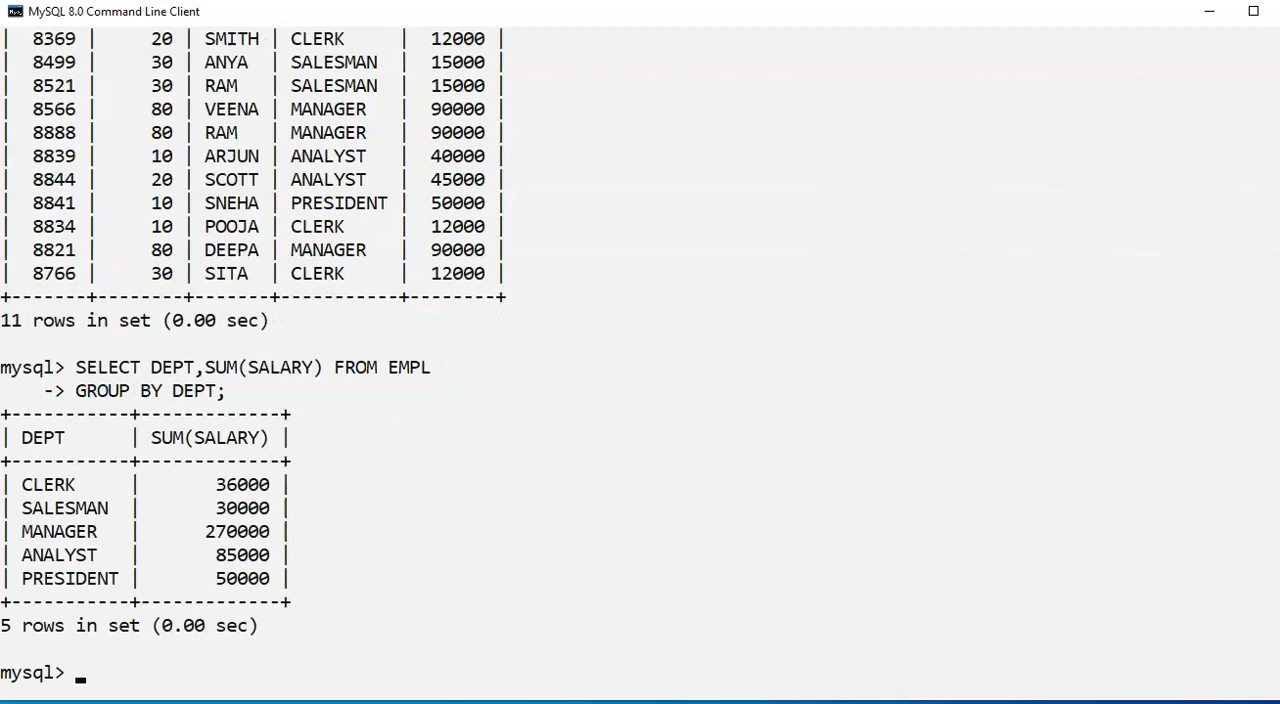 MySQL 8.0 Command Line Client
|  8369 |      20 | SMITH | CLERK     |  12000 |
|  8499 |      30 | ANYA  | SALESMAN  |  15000 |
|  8521 |      30 | RAM   | SALESMAN  |  15000 |
|  8566 |      80 | VEENA | MANAGER   |  90000 |
|  8888 |      80 | RAM   | MANAGER   |  90000 |
|  8839 |      10 | ARJUN | ANALYST   |  40000 |
|  8844 |      20 | SCOTT | ANALYST   |  45000 |
|  8841 |      10 | SNEHA | PRESIDENT |  50000 |
|  8834 |      10 | POOJA | CLERK     |  12000 |
|  8821 |      80 | DEEPA | MANAGER   |  90000 |
|  8766 |      30 | SITA  | CLERK     |  12000 |
+-------+--------+-------+-----------+--------+
11 rows in set (0.00 sec)
mysql> SELECT DEPT,SUM(SALARY) FROM EMPL
    -> GROUP BY DEPT;
+-----------+-------------+
| DEPT      | SUM(SALARY) |
+-----------+-------------+
| CLERK     |       36000 |
| SALESMAN  |       30000 |
| MANAGER   |      270000 |
| ANALYST   |       85000 |
| PRESIDENT |       50000 |
+-----------+-------------+
5 rows in set (0.00 sec)
mysql> _